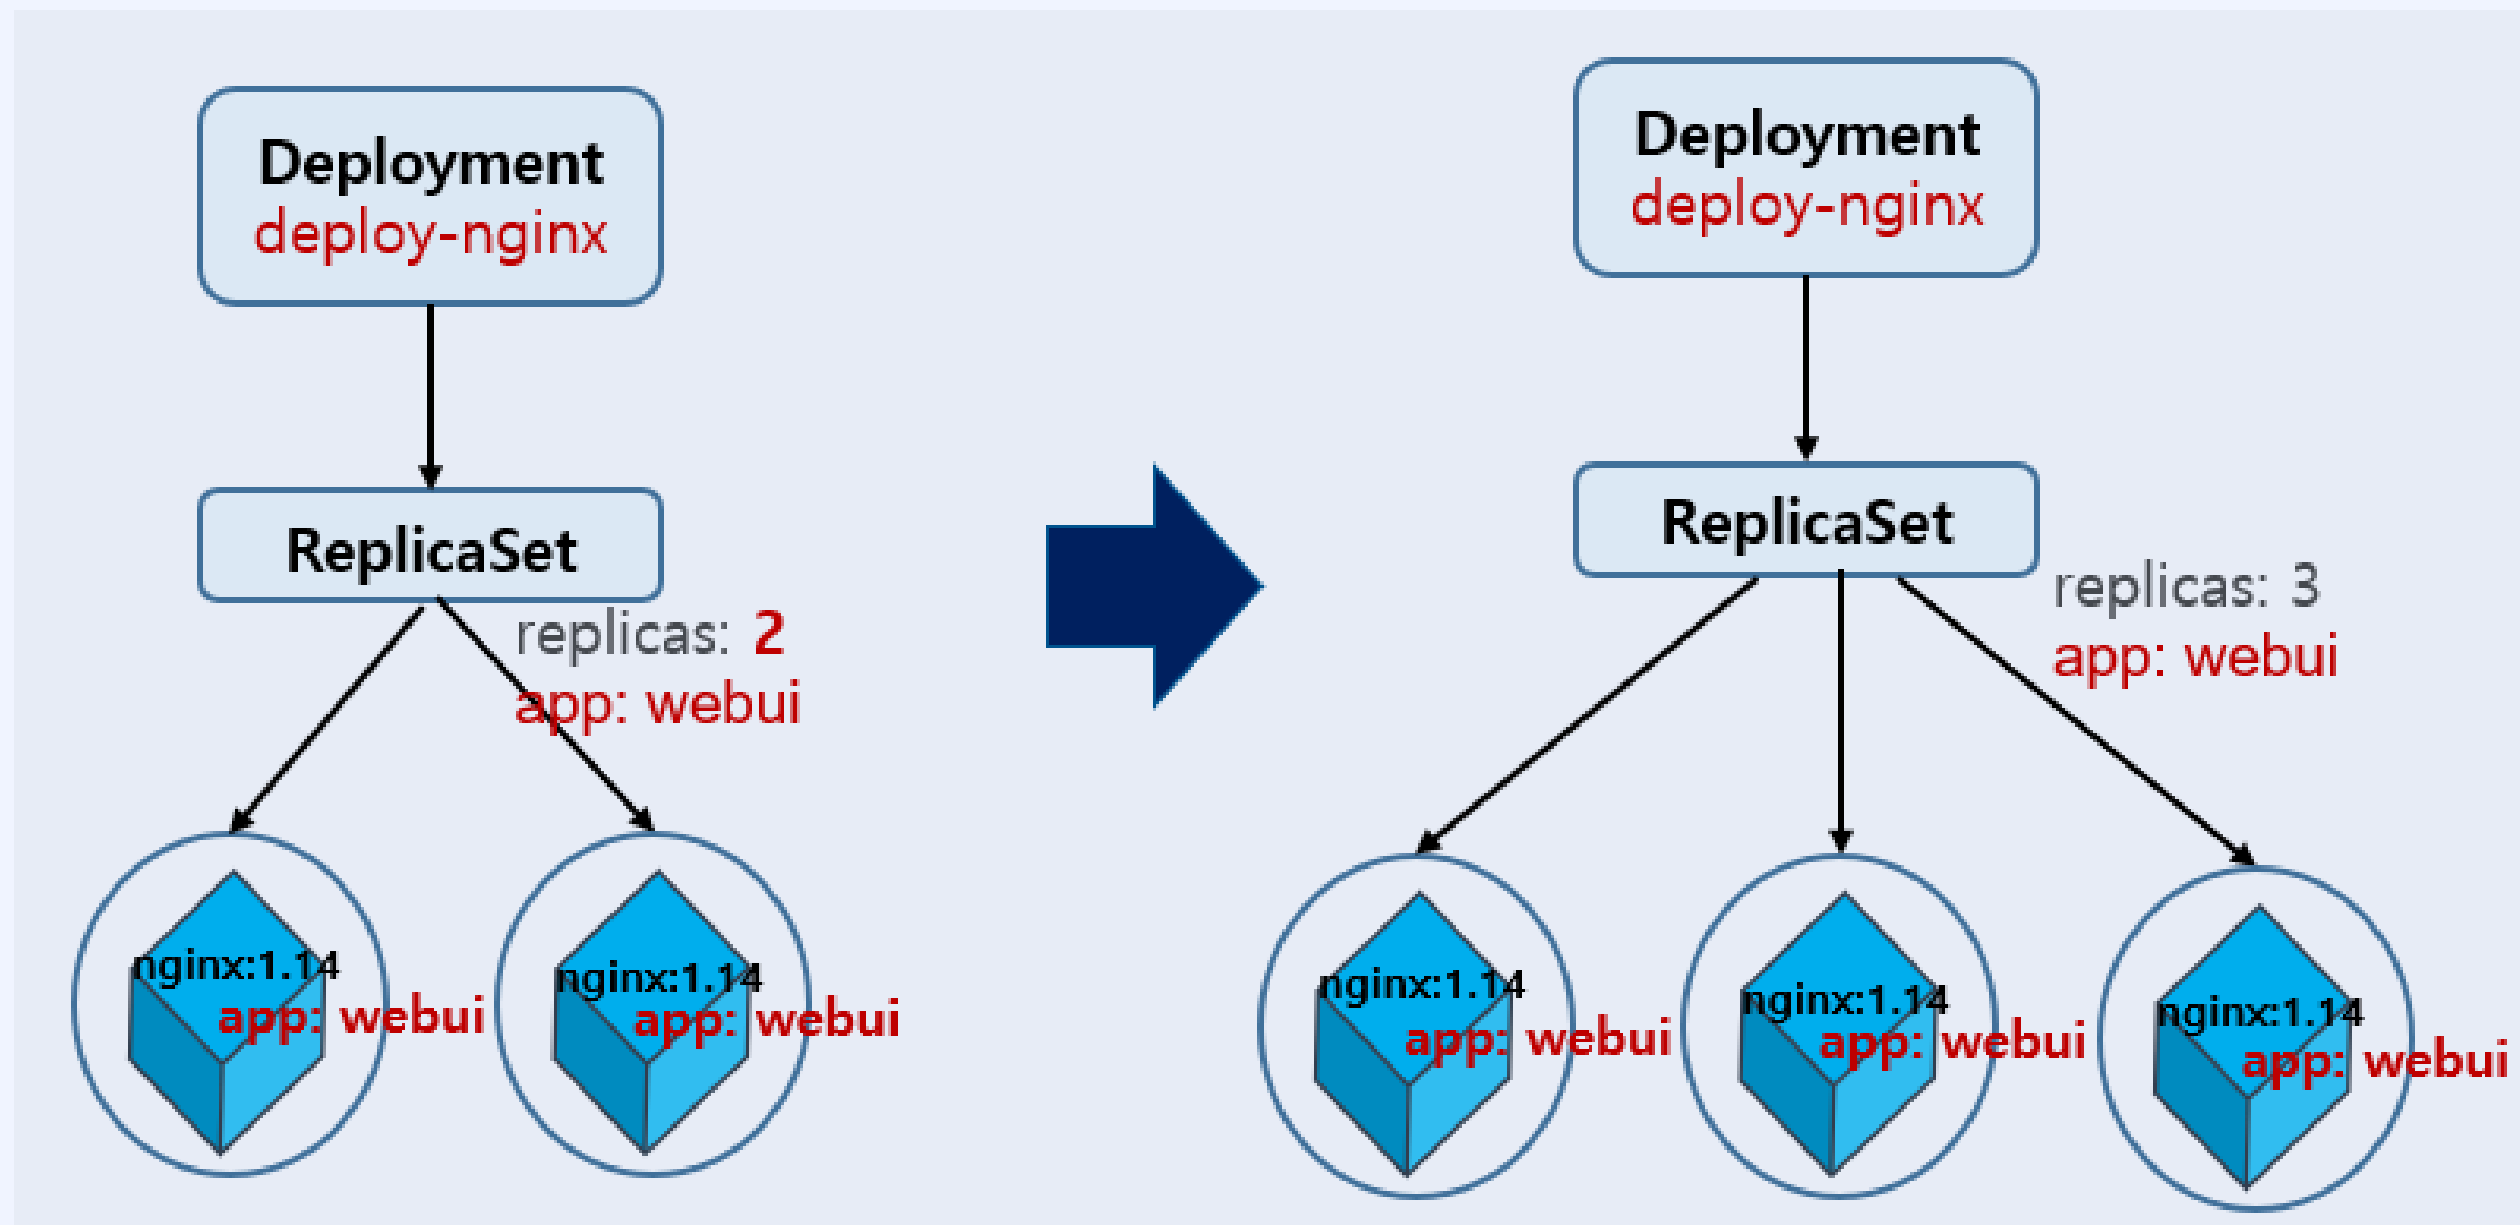 Deployment
deploy-nginx
ReplicaSet
replicas: 2
app: webui
nginx:1.14
app: webui
nginx:1.14
app: webui
Deployment
deploy-nginx
ReplicaSet
replicas: 3
app: webui
nginx:1.14
app: webui
nginx:1.14
app: webui
nginx:1.14
app: webui